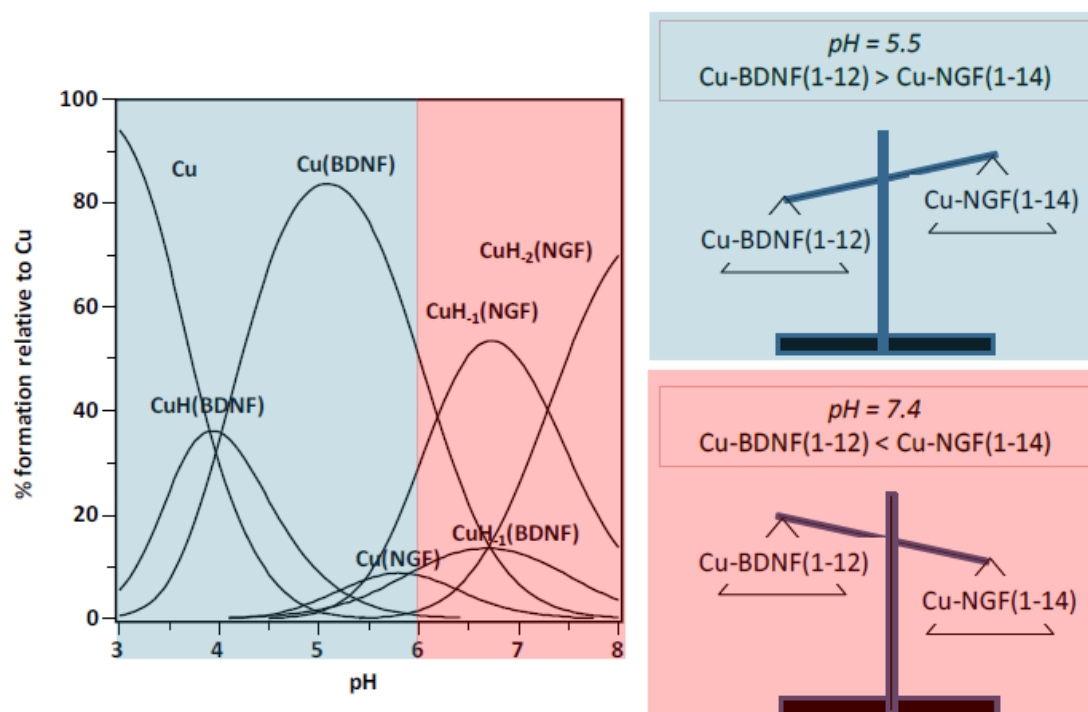 % formation relative to Cu
100
80
60
40
20
0
3 4 5 6 7 8
pH
Cu
Cu(BDNF)
CuH₋₂(NGF)
CuH₋₁(NGF)
CuH(BDNF)
CuH₋₁(BDNF)
Cu(NGF)
pH = 5.5
Cu-BDNF(1-12) > Cu-NGF(1-14)
Cu-NGF(1-14)
Cu-BDNF(1-12)
pH = 7.4
Cu-BDNF(1-12) < Cu-NGF(1-14)
Cu-BDNF(1-12)
Cu-NGF(1-14)